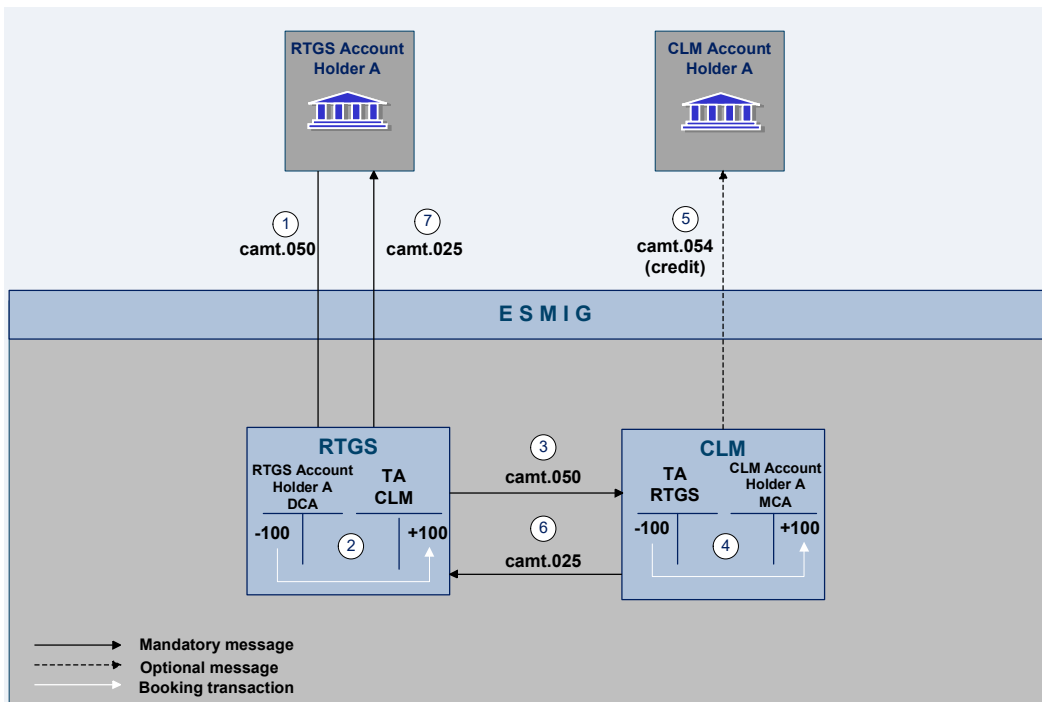 RTGS Account
Holder A
CLM Account
Holder A
1
camt.050
7
camt.025
5
camt.054
(credit)
E S M I G
RTGS
RTGS Account
Holder A
DCA
TA
CLM
-100
2
+100
3
camt.050
6
camt.025
CLM
TA
RTGS
CLM Account
Holder A
MCA
-100
4
+100
Mandatory message
Optional message
Booking transaction